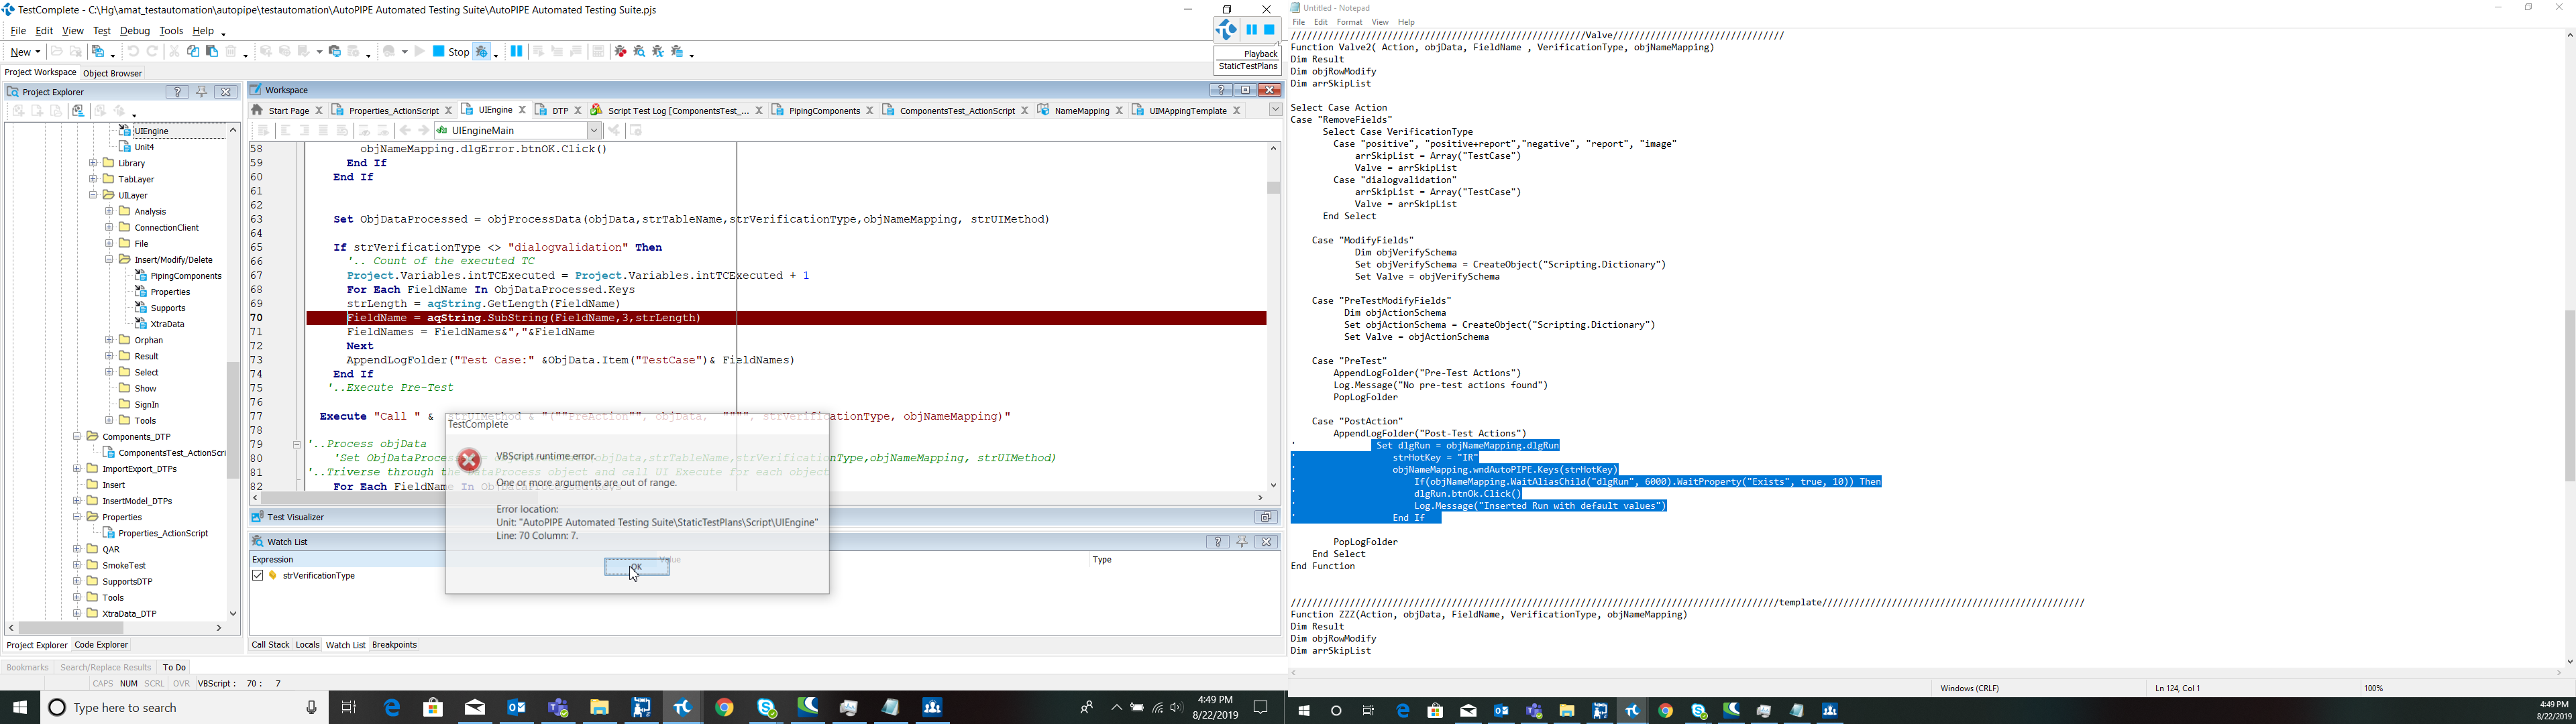 TestComplete - C:\Hg\amat_testautomation\autopipe\testautomation\AutoPIPE Automated Testing Suite\AutoPIPE Automated Testing Suite.pjs
File Edit View Test Debug Tools Help
New Stop
Playback
StaticTestPlans
Project Workspace Object Browser
Project Explorer
UIEngine
Unit4
Library
TabLayer
UILayer
Analysis
ConnectionClient
File
Insert/Modify/Delete
PipingComponents
Properties
Supports
XtraData
Orphan
Result
Select
Show
SignIn
Tools
Components_DTP
ComponentsTest_ActionScri
ImportExport_DTPs
Insert
InsertModel_DTPs
Properties
Properties_ActionScript
QAR
SmokeTest
SupportsDTP
Tools
XtraData_DTP
Project Explorer Code Explorer
Workspace
Start Page Properties_ActionScript UIEngine DTP Script Test Log [ComponentsTest_... PipingComponents ComponentsTest_ActionScript NameMapping UIMAppingTemplate
UIEngineMain
58 objNameMapping.dlgError.btnOK.Click()
59 End If
60 End If
61
62
63 Set ObjDataProcessed = objProcessData(objData,strTableName,strVerificationType,objNameMapping, strUIMethod)
64
65 If strVerificationType <> "dialogvalidation" Then
66 '.. Count of the executed TC
67 Project.Variables.intTCExecuted = Project.Variables.intTCExecuted + 1
68 For Each FieldName In ObjDataProcessed.Keys
69 strLength = aqString.GetLength(FieldName)
70 FieldName = aqString.SubString(FieldName,3,strLength)
71 FieldNames = FieldNames&","&FieldName
72 Next
73 AppendLogFolder("Test Case:" &ObjData.Item("TestCase")& FieldNames)
74 End If
75 '..Execute Pre-Test
76
77 Execute "Call " & strUIMethod & "(""PreAction"", objData, """", strVerificationType, objNameMapping)"
78
79 '..Process objData
80 'Set ObjDataProcessed = objProcessData(objData,strTableName,strVerificationType,objNameMapping, strUIMethod)
81 '..Triverse through the DataProcess object and call UI Execute for each object
82 For Each FieldName In ObjDataProcessed.Keys
TestComplete
VBScript runtime error.
One or more arguments are out of range.
Error location:
Unit: "AutoPIPE Automated Testing Suite\StaticTestPlans\Script\UIEngine"
Line: 70 Column: 7.
OK
Test Visualizer
Watch List
Expression Value Type
strVerificationType
Call Stack Locals Watch List Breakpoints
Bookmarks Search/Replace Results To Do
CAPS NUM SCRL OVR VBScript : 70 : 7
Type here to search
4:49 PM
8/22/2019
Untitled - Notepad
File Edit Format View Help
///////////////////////////////////////////////////////Valve////////////////////////////////
Function Valve2( Action, objData, FieldName , VerificationType, objNameMapping)
Dim Result
Dim objRowModify
Dim arrSkipList
Select Case Action
Case "RemoveFields"
Select Case VerificationType
Case "positive", "positive+report","negative", "report", "image"
arrSkipList = Array("TestCase")
Valve = arrSkipList
Case "dialogvalidation"
arrSkipList = Array("TestCase")
Valve = arrSkipList
End Select
Case "ModifyFields"
Dim objVerifySchema
Set objVerifySchema = CreateObject("Scripting.Dictionary")
Set Valve = objVerifySchema
Case "PreTestModifyFields"
Dim objActionSchema
Set objActionSchema = CreateObject("Scripting.Dictionary")
Set Valve = objActionSchema
Case "PreTest"
AppendLogFolder("Pre-Test Actions")
Log.Message("No pre-test actions found")
PopLogFolder
Case "PostAction"
AppendLogFolder("Post-Test Actions")
' Set dlgRun = objNameMapping.dlgRun
' strHotKey = "IR"
' objNameMapping.wndAutoPIPE.Keys(strHotKey)
' If(objNameMapping.WaitAliasChild("dlgRun", 6000).WaitProperty("Exists", true, 10)) Then
' dlgRun.btnOk.Click()
' Log.Message("Inserted Run with default values")
' End If
PopLogFolder
End Select
End Function
///////////////////////////////////////////////////////////////////////////////////////////template/////////////////////////////////////////////////
Function ZZZ(Action, objData, FieldName, VerificationType, objNameMapping)
Dim Result
Dim objRowModify
Dim arrSkipList
Windows (CRLF) Ln 124, Col 1 100%
4:49 PM
8/22/2019